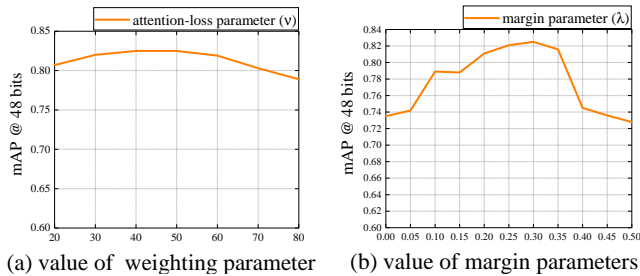 attention-loss parameter (ν)
mAP @ 48 bits
0.85
0.80
0.75
0.70
0.65
0.60
20 30 40 50 60 70 80
(a) value of weighting parameter
margin parameter (λ)
mAP @ 48 bits
0.84
0.82
0.80
0.78
0.76
0.74
0.72
0.70
0.68
0.66
0.64
0.62
0.60
0.00 0.05 0.10 0.15 0.20 0.25 0.30 0.35 0.40 0.45 0.50
(b) value of margin parameters